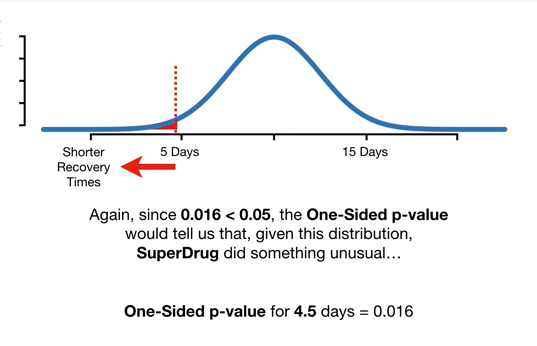 Shorter
Recovery
Times
5 Days
15 Days
Again, since 0.016 < 0.05, the One-Sided p-value
would tell us that, given this distribution,
SuperDrug did something unusual…
One-Sided p-value for 4.5 days = 0.016